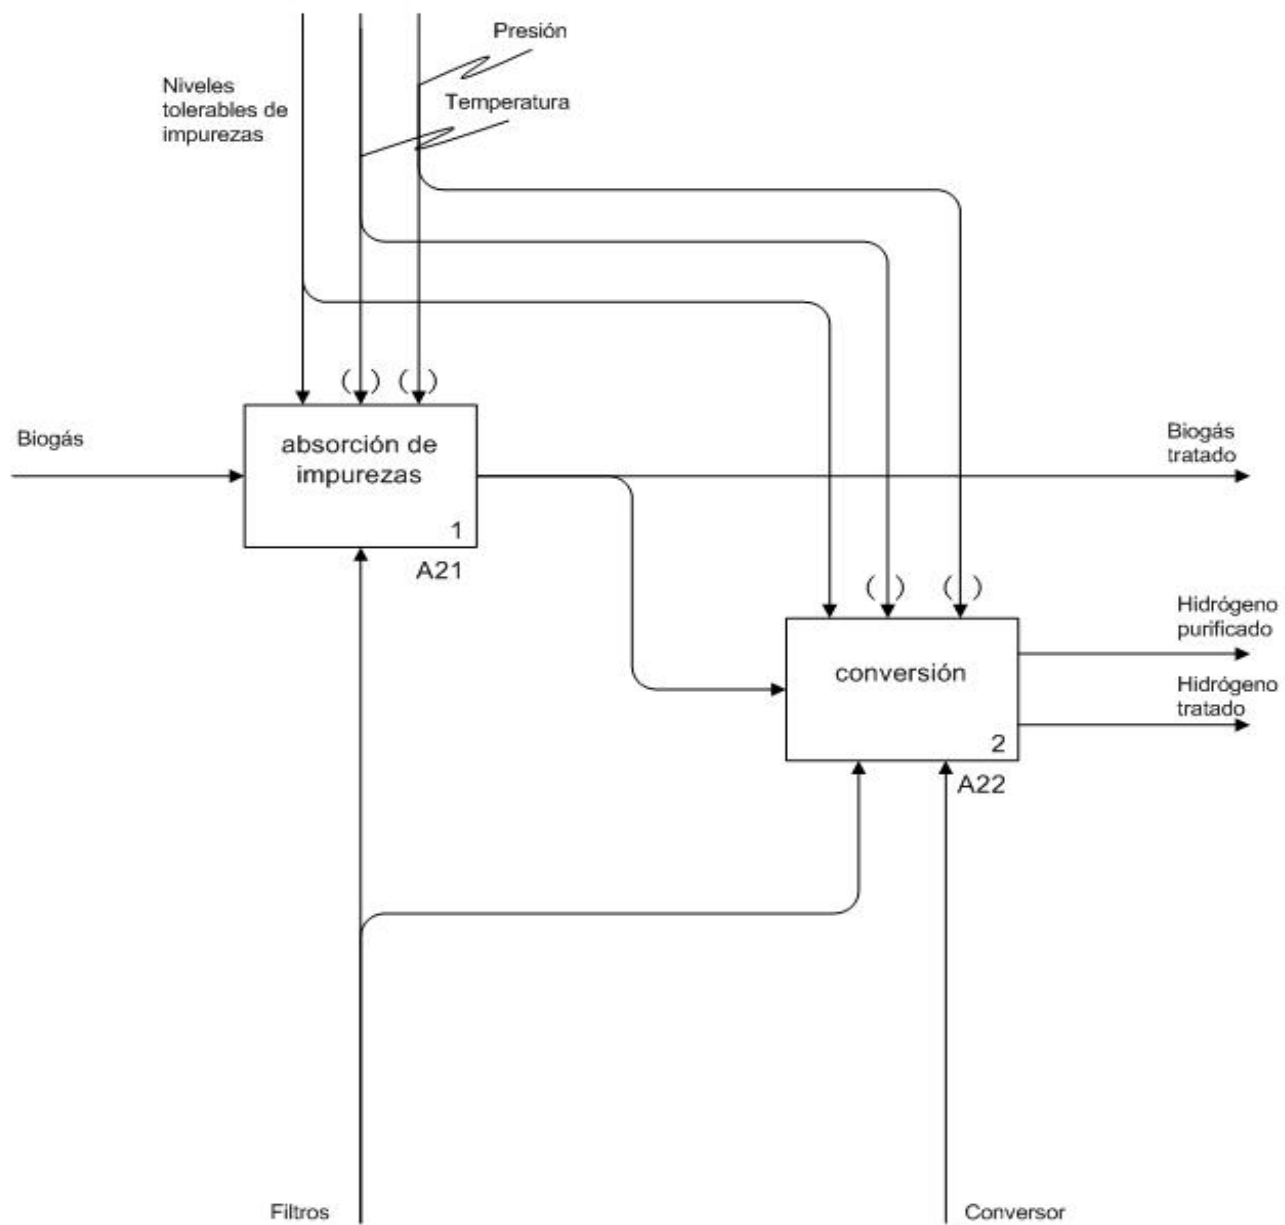 Presión
Niveles
tolerables de
impurezas
Temperatura
( ) ( )
Biogás
absorción de
impurezas
1
A21
Biogás
tratado
( ) ( )
Hidrógeno
purificado
conversión
Hidrógeno
tratado
2
A22
Filtros
Conversor